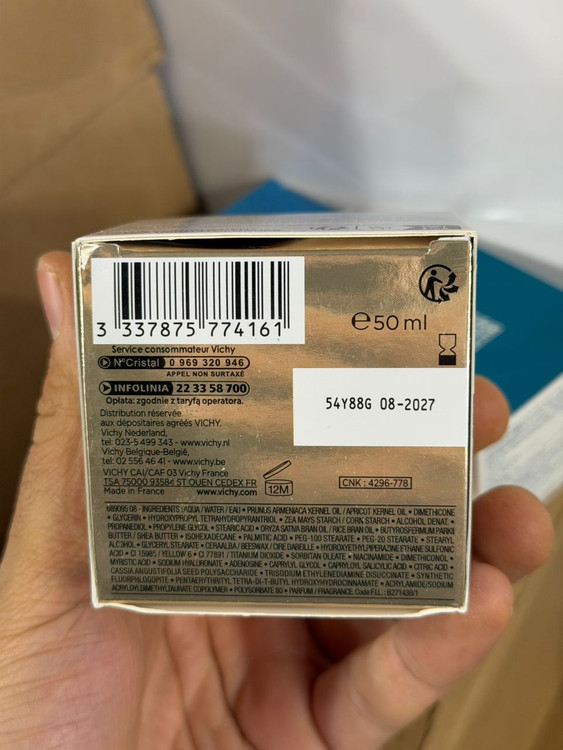 3 337875 774161
Service consommateur Vichy
N°Cristal 0 969 320 946
APPEL NON SURTAXÉ
INFOLINIA 22 33 58 700
Opłata: zgodnie z taryfą operatora.
Distribution réservée
aux dépositaires agréés VICHY.
Vichy Nederland,
tel: 023-5 499 343 - www.vichy.nl
Vichy Belgique-België,
tel: 02 556 46 41 - www.vichy.be
VICHY CAI/CAF 03 Vichy France
TSA 75000 93584 ST OUEN CEDEX FR
Made in France www.vichy.com
℮50 ml
54Y88G 08-2027
12M
CNK : 4296-778
689095 08 - INGREDIENTS : AQUA / WATER / EAU • PRUNUS ARMENIACA KERNEL OIL / APRICOT KERNEL OIL • DIMETHICONE
• GLYCERIN • HYDROXYPROPYL TETRAHYDROPYRANTRIOL • ZEA MAYS STARCH / CORN STARCH • ALCOHOL DENAT. •
PROPANEDIOL • PROPYLENE GLYCOL • STEARIC ACID • ORYZA SATIVA BRAN OIL / RICE BRAN OIL • BUTYROSPERMUM PARKII
BUTTER / SHEA BUTTER • ISOHEXADECANE • PALMITIC ACID • PEG-100 STEARATE • PEG-20 STEARATE • STEARYL
ALCOHOL • GLYCERYL STEARATE • CERA ALBA / BEESWAX / CIRE D'ABEILLE • HYDROXYETHYLPIPERAZINE ETHANE SULFONIC
ACID • CI 15985 / YELLOW 6 • CI 77891 / TITANIUM DIOXIDE • SORBITAN OLEATE • NIACINAMIDE • DIMETHICONOL •
MYRISTIC ACID • SODIUM HYALURONATE • ADENOSINE • CAPRYLYL GLYCOL • CAPRYLOYL SALICYLIC ACID • CITRIC ACID •
CASSIA ANGUSTIFOLIA SEED POLYSACCHARIDE • TRISODIUM ETHYLENEDIAMINE DISUCCINATE • SYNTHETIC
FLUORPHLOGOPITE • PENTAERYTHRITYL TETRA-DI-T-BUTYL HYDROXYHYDROCINNAMATE • ACRYLAMIDE/SODIUM
ACRYLOYLDIMETHYLTAURATE COPOLYMER • POLYSORBATE 80 • PARFUM / FRAGRANCE. Code F.I.L. : B271439/1